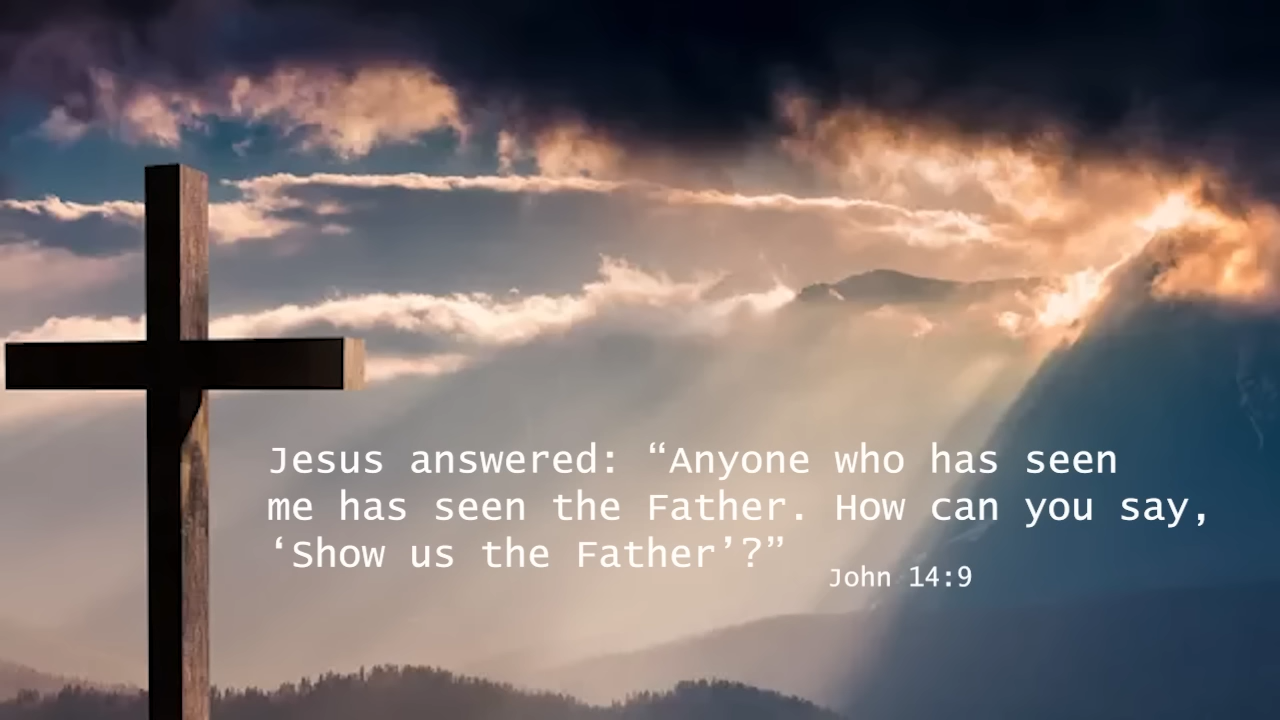 Jesus answered: “Anyone who has seen
me has seen the Father. How can you say,
‘Show us the Father’?”
John 14:9